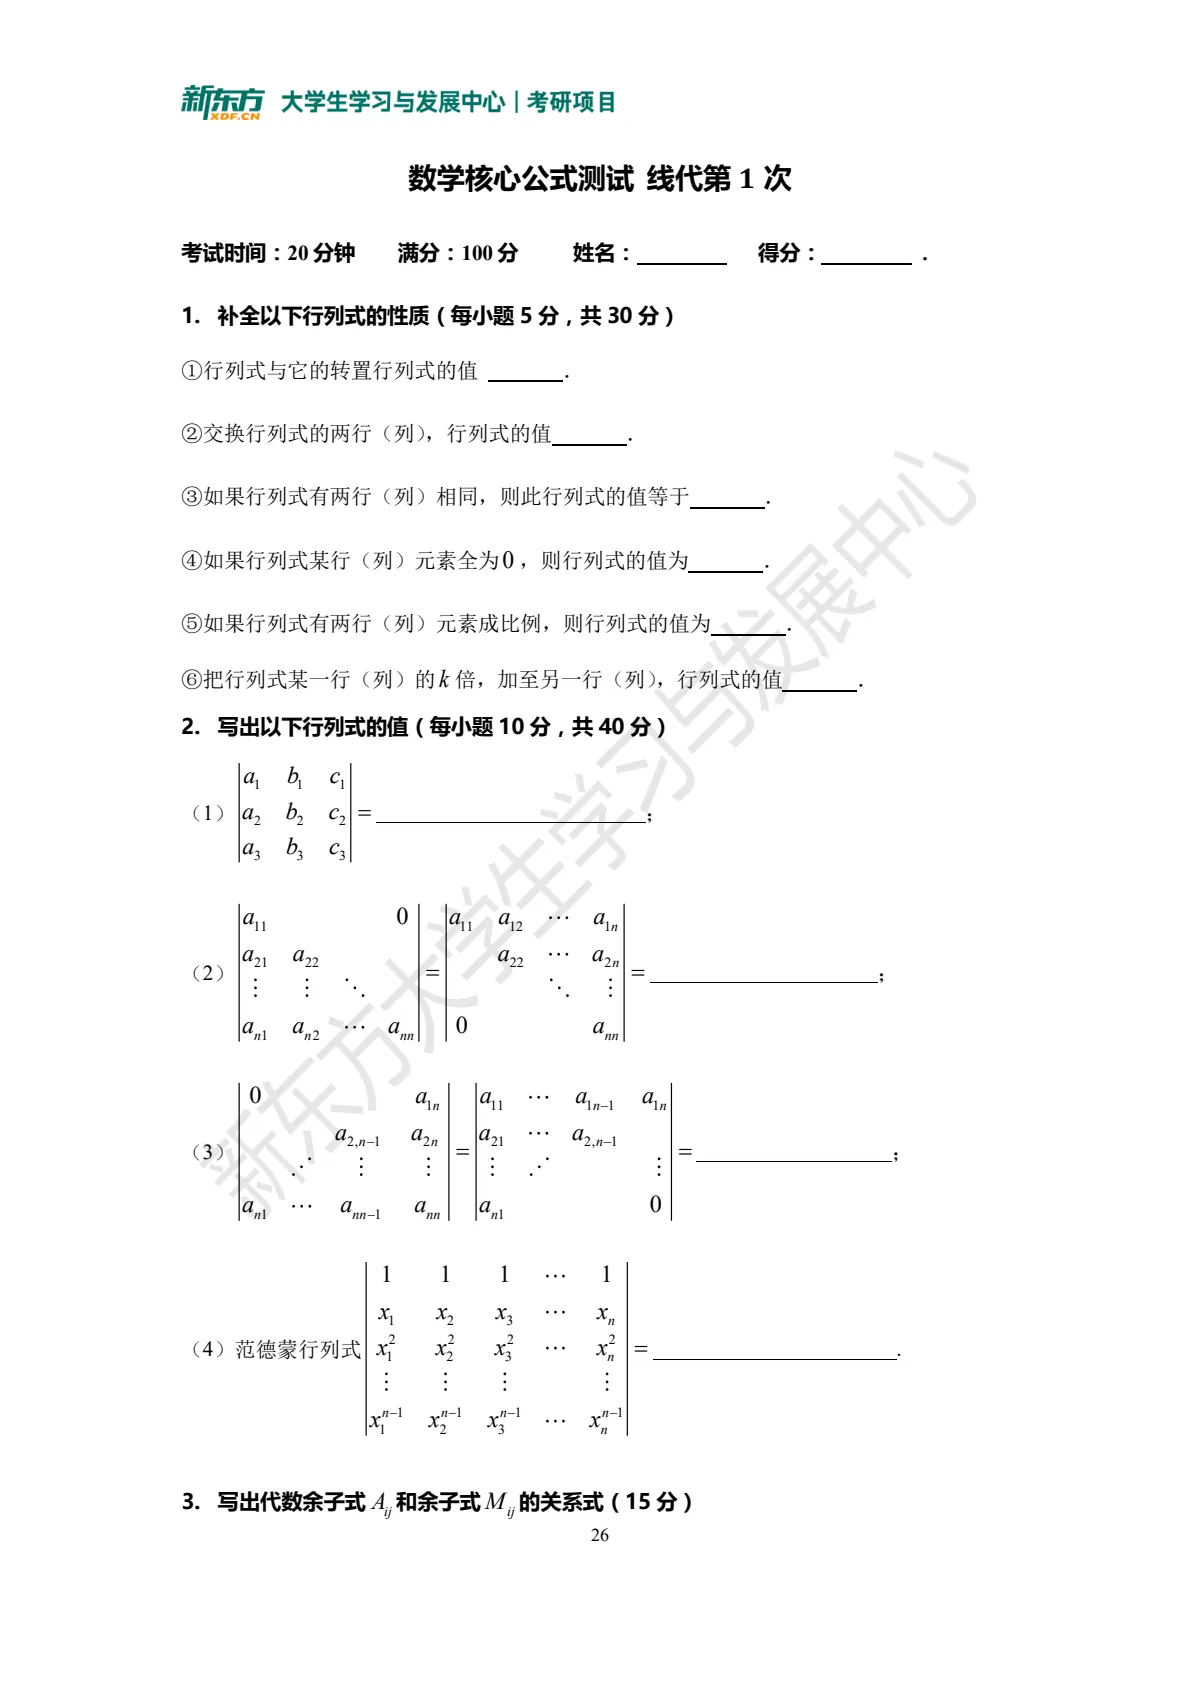 新东方 XDF.CN 大学生学习与发展中心 | 考研项目
数学核心公式测试 线代第 1 次
考试时间：20 分钟 满分：100 分 姓名：________ 得分：________ .
1. 补全以下行列式的性质（每小题 5 分，共 30 分）
①行列式与它的转置行列式的值 _______.
②交换行列式的两行（列），行列式的值_______.
③如果行列式有两行（列）相同，则此行列式的值等于_______.
④如果行列式某行（列）元素全为0，则行列式的值为_______.
⑤如果行列式有两行（列）元素成比例，则行列式的值为_______.
⑥把行列式某一行（列）的k倍，加至另一行（列），行列式的值_______.
2. 写出以下行列式的值（每小题 10 分，共 40 分）
（1）
| a₁ b₁ c₁ |
| a₂ b₂ c₂ | = ________________;
| a₃ b₃ c₃ |
（2）
| a₁₁ 0 | | a₁₁ a₁₂ ⋯ a₁ₙ |
| a₂₁ a₂₂ | | a₂₂ ⋯ a₂ₙ |
| ⋮ ⋮ ⋱ | = | ⋱ ⋮ | = ________________;
| aₙ₁ aₙ₂ ⋯ aₙₙ | | 0 aₙₙ |
（3）
| 0 a₁ₙ | | a₁₁ ⋯ a₁ₙ₋₁ a₁ₙ |
| a₂,ₙ₋₁ a₂ₙ | | a₂₁ ⋯ a₂,ₙ₋₁ |
| ⋰ ⋮ ⋮ | = | ⋮ ⋰ ⋮ | = ________________;
| aₙ₁ ⋯ aₙₙ₋₁ aₙₙ | | aₙ₁ 0 |
（4）范德蒙行列式
| 1 1 1 ⋯ 1 |
| x₁ x₂ x₃ ⋯ xₙ |
| x₁² x₂² x₃² ⋯ xₙ² | = ________________.
| ⋮ ⋮ ⋮ ⋮ |
| x₁ⁿ⁻¹ x₂ⁿ⁻¹ x₃ⁿ⁻¹ ⋯ xₙⁿ⁻¹ |
3. 写出代数余子式 Aᵢⱼ 和余子式 Mᵢⱼ 的关系式（15 分）
26
新东方大学生学习与发展中心